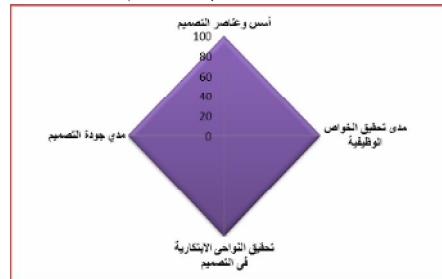 أسس وعناصر التصميم
100
80
60
40
20
0
مدى تحقيق الخواص
الوظيفية
مدي جودة التصميم
تحقيق النواحى الابتكارية
فى التصميم